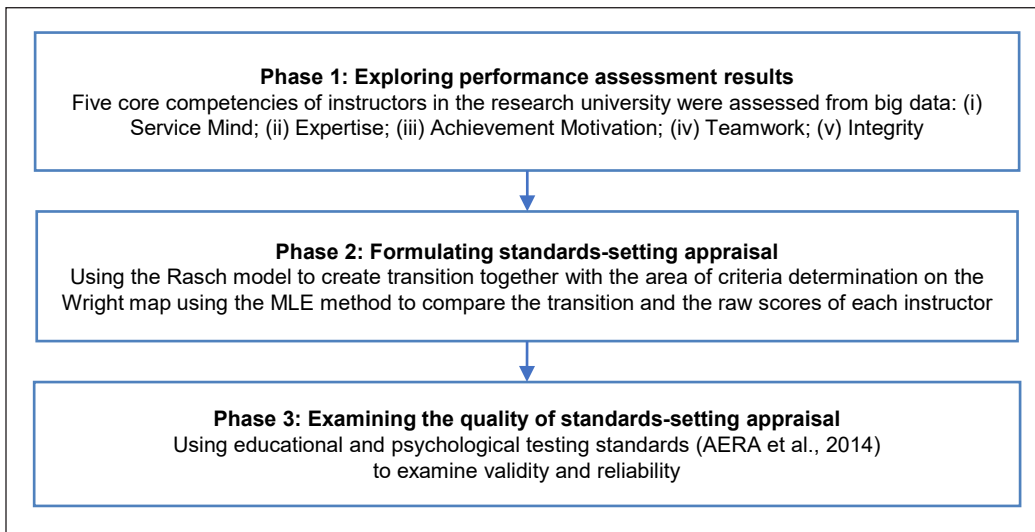 Phase 1: Exploring performance assessment results
Five core competencies of instructors in the research university were assessed from big data: (i)
Service Mind; (ii) Expertise; (iii) Achievement Motivation; (iv) Teamwork; (v) Integrity
Phase 2: Formulating standards-setting appraisal
Using the Rasch model to create transition together with the area of criteria determination on the
Wright map using the MLE method to compare the transition and the raw scores of each instructor
Phase 3: Examining the quality of standards-setting appraisal
Using educational and psychological testing standards (AERA et al., 2014)
to examine validity and reliability